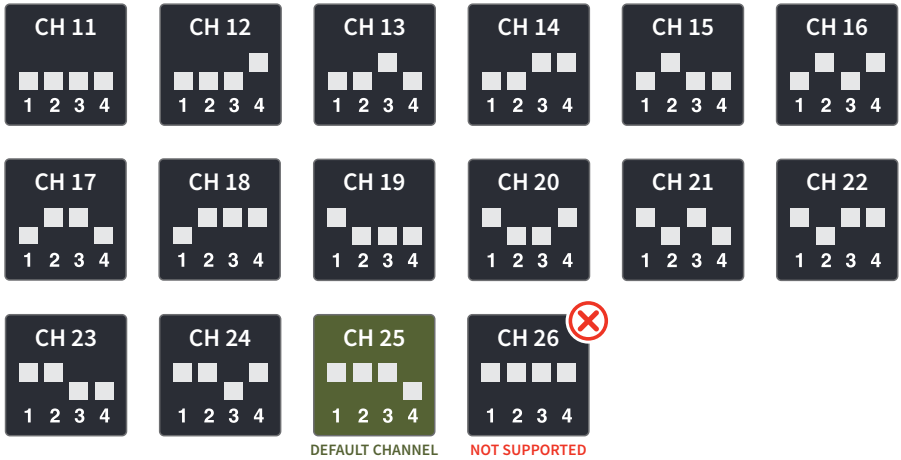 CH 11 CH 12 CH 13 CH 14 CH 15 CH 16
1 2 3 4 1 2 3 4 1 2 3 4 1 2 3 4 1 2 3 4 1 2 3 4
CH 17 CH 18 CH 19 CH 20 CH 21 CH 22
1 2 3 4 1 2 3 4 1 2 3 4 1 2 3 4 1 2 3 4 1 2 3 4
CH 23 CH 24 CH 25 CH 26
1 2 3 4 1 2 3 4 1 2 3 4 1 2 3 4
DEFAULT CHANNEL NOT SUPPORTED